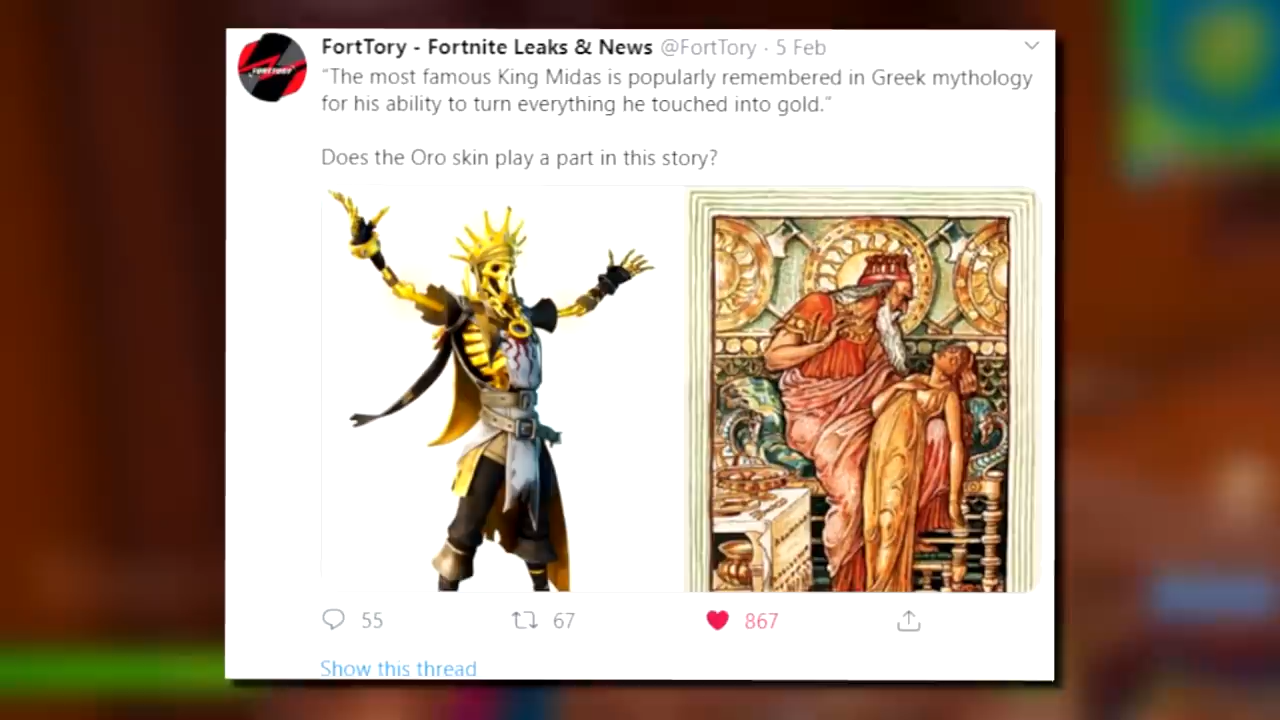 FortTory - Fortnite Leaks & News @FortTory · 5 Feb
“The most famous King Midas is popularly remembered in Greek mythology
for his ability to turn everything he touched into gold.”
Does the Oro skin play a part in this story?
55 67 867
Show this thread